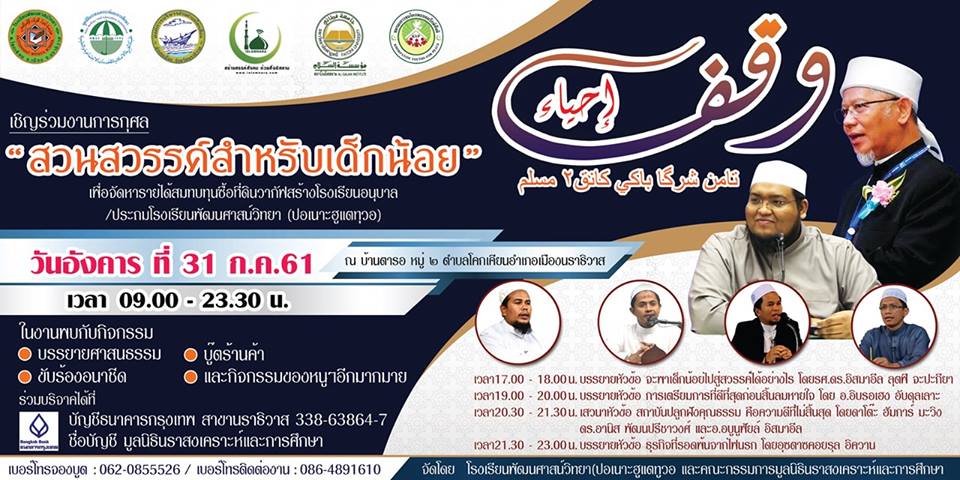 وقف
إحياء
تامن شرگا باگي كانق٢ مسلم
เชิญร่วมงานการกุศล
“ สวนสวรรค์สำหรับเด็กน้อย ”
เพื่อจัดหารายได้สมทบทุนซื้อที่ดินวากัฟสร้างโรงเรียนอนุบาล
/ประถมโรงเรียนพัฒนศาสน์วิทยา (ปอเนาะฮูแตทูวอ)
วันอังคาร ที่ 31 ก.ค.61
ณ บ้านตารอ หมู่ ๒ ตำบลโคกเคียนอำเภอเมืองนราธิวาส
เวลา 09.00 - 23.30 น.
ในงานพบกับกิจกรรม
บรรยายศาสนธรรม
บู๊ตร้านค้า
ขับร้องอนาชีด
และกิจกรรมของหนูๆอีกมากมาย
ร่วมบริจาคได้ที่
Bangkok Bank
บัญชีธนาคารกรุงเทพ สาขานราธิวาส 338-63864-7
ชื่อบัญชี มูลนิธินราสงเคราะห์และการศึกษา
เวลา17.00 - 18.00 น. บรรยายหัวข้อ จะพาเด็กน้อยไปสู่สวรรค์ได้อย่างไร โดยรศ.ดร.อิสมาอีล ลุตฟี จะปะกียา
เวลา19.00 - 20.00 น. บรรยายหัวข้อ การเตรียมการที่ดีที่สุดก่อนสิ้นลมหายใจ โดย อ.อิบรอเฮง อับดุลเลาะ
เวลา20.30 - 21.30 น. เสวนาหัวข้อ สถาบันปลูกฝังคุณธรรม คือความดีที่ไม่สิ้นสุด โดยดาโต๊ะ ฮัมการ์ มะวิง
ดร.อานิส พัฒนปรีชาวงศ์ และอ.อุบนุศัยล์ อิสมาอีล
เวลา21.30 - 23.00 น. บรรยายหัวข้อ ธุรกิจที่รอดพ้นจากไฟนรก โดยอุชตาซคอยรุล อิควาน
เบอร์โทรจองบูต : 062-0855526 / เบอร์โทรติดต่องาน : 086-4891610
จัดโดย โรงเรียนพัฒนศาสน์วิทยา(ปอเนาะฮูแตทูวอ และคณะกรรมการมูลนิธินราสงเคราะห์และการศึกษา